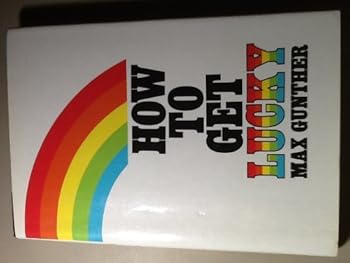 HOW
TO
GET
LUCKY
MAX GUNTHER